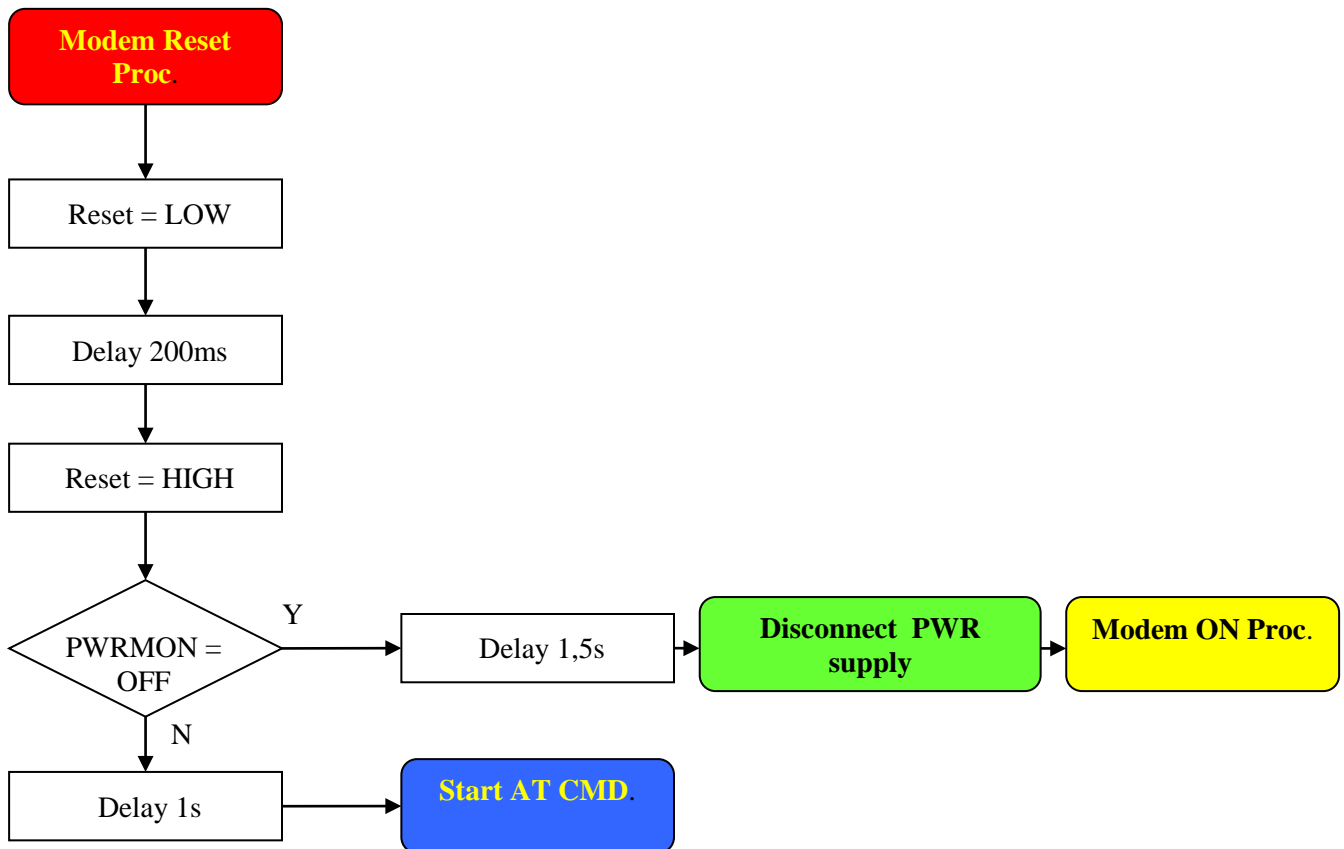 Modem Reset
Proc.
Reset = LOW
Delay 200ms
Reset = HIGH
PWRMON =
OFF
Y
Delay 1,5s
Disconnect PWR
supply
Modem ON Proc.
N
Delay 1s
Start AT CMD.